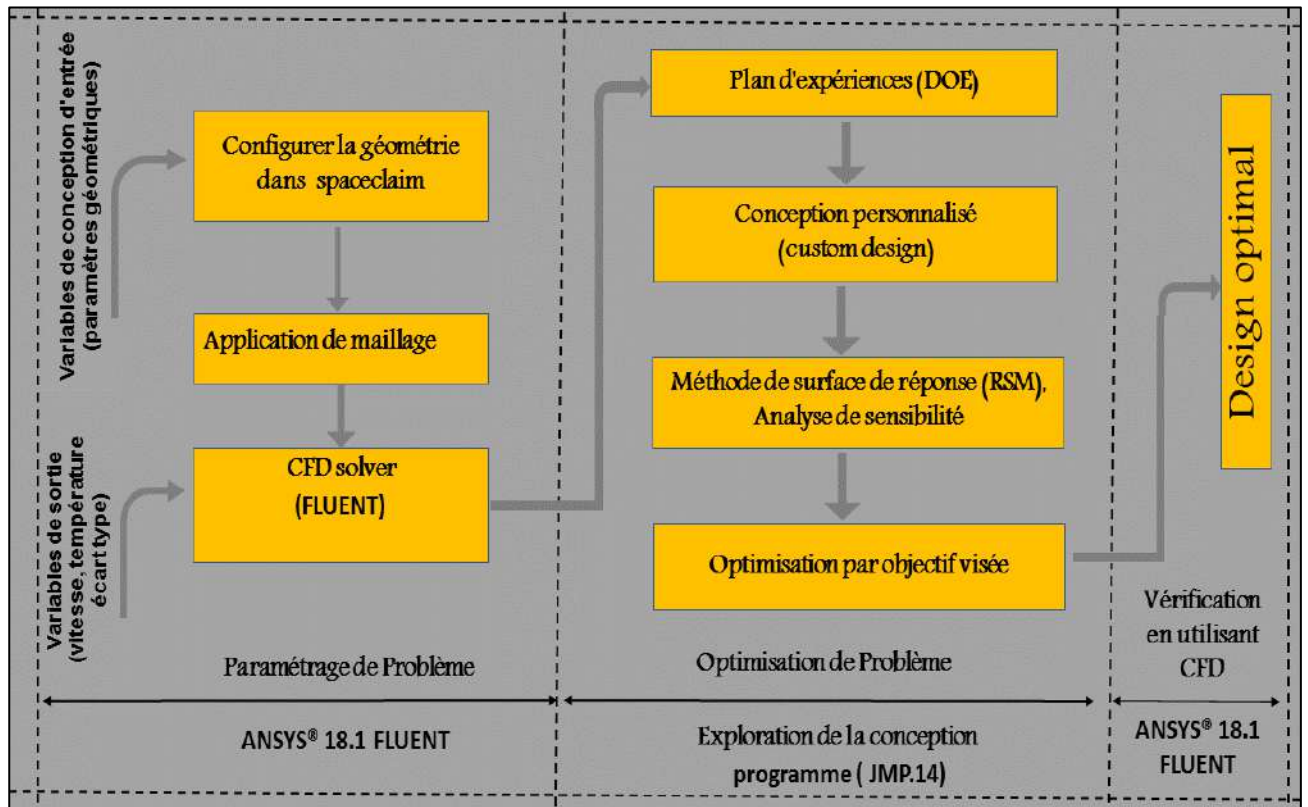 Variables de conception d'entrée
(paramètres géométriques)
Configurer la géométrie
dans spaceclaim
Application de maillage
Variables de sortie
(vitesse, température
écart type)
CFD solver
(FLUENT)
Paramétrage de Problème
ANSYS® 18.1 FLUENT
Plan d'expériences (DOE)
Conception personnalisé
(custom design)
Méthode de surface de réponse (RSM),
Analyse de sensibilité
Optimisation par objectif visée
Optimisation de Problème
Exploration de la conception
programme ( JMP.14)
Design optimal
Vérification
en utilisant
CFD
ANSYS® 18.1
FLUENT